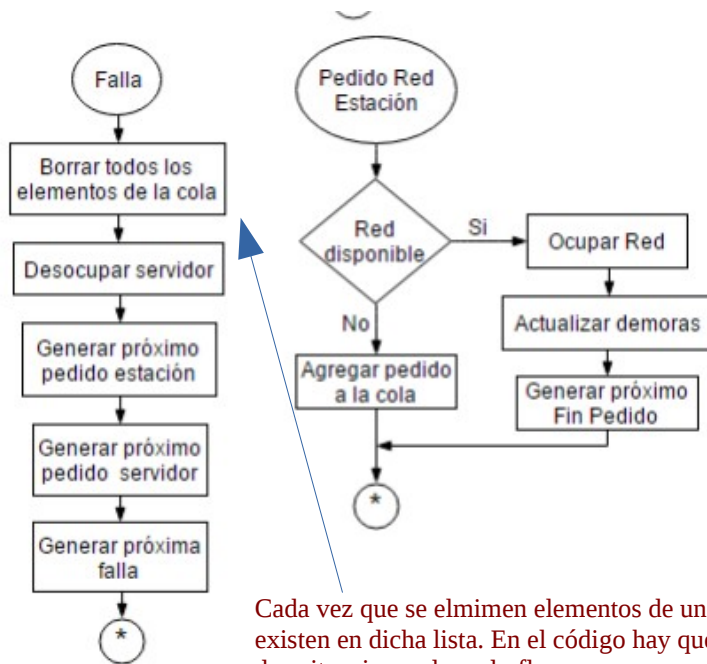 Falla
Borrar todos los
elementos de la cola
Desocupar servidor
Generar próximo
pedido estación
Generar próximo
pedido servidor
Generar próxima
falla
*
Pedido Red
Estación
Red
disponible
Si
Ocupar Red
Actualizar demoras
Generar próximo
Fin Pedido
No
Agregar pedido
a la cola
*
Cada vez que se elmimen elementos de un
existen en dicha lista. En el código hay que